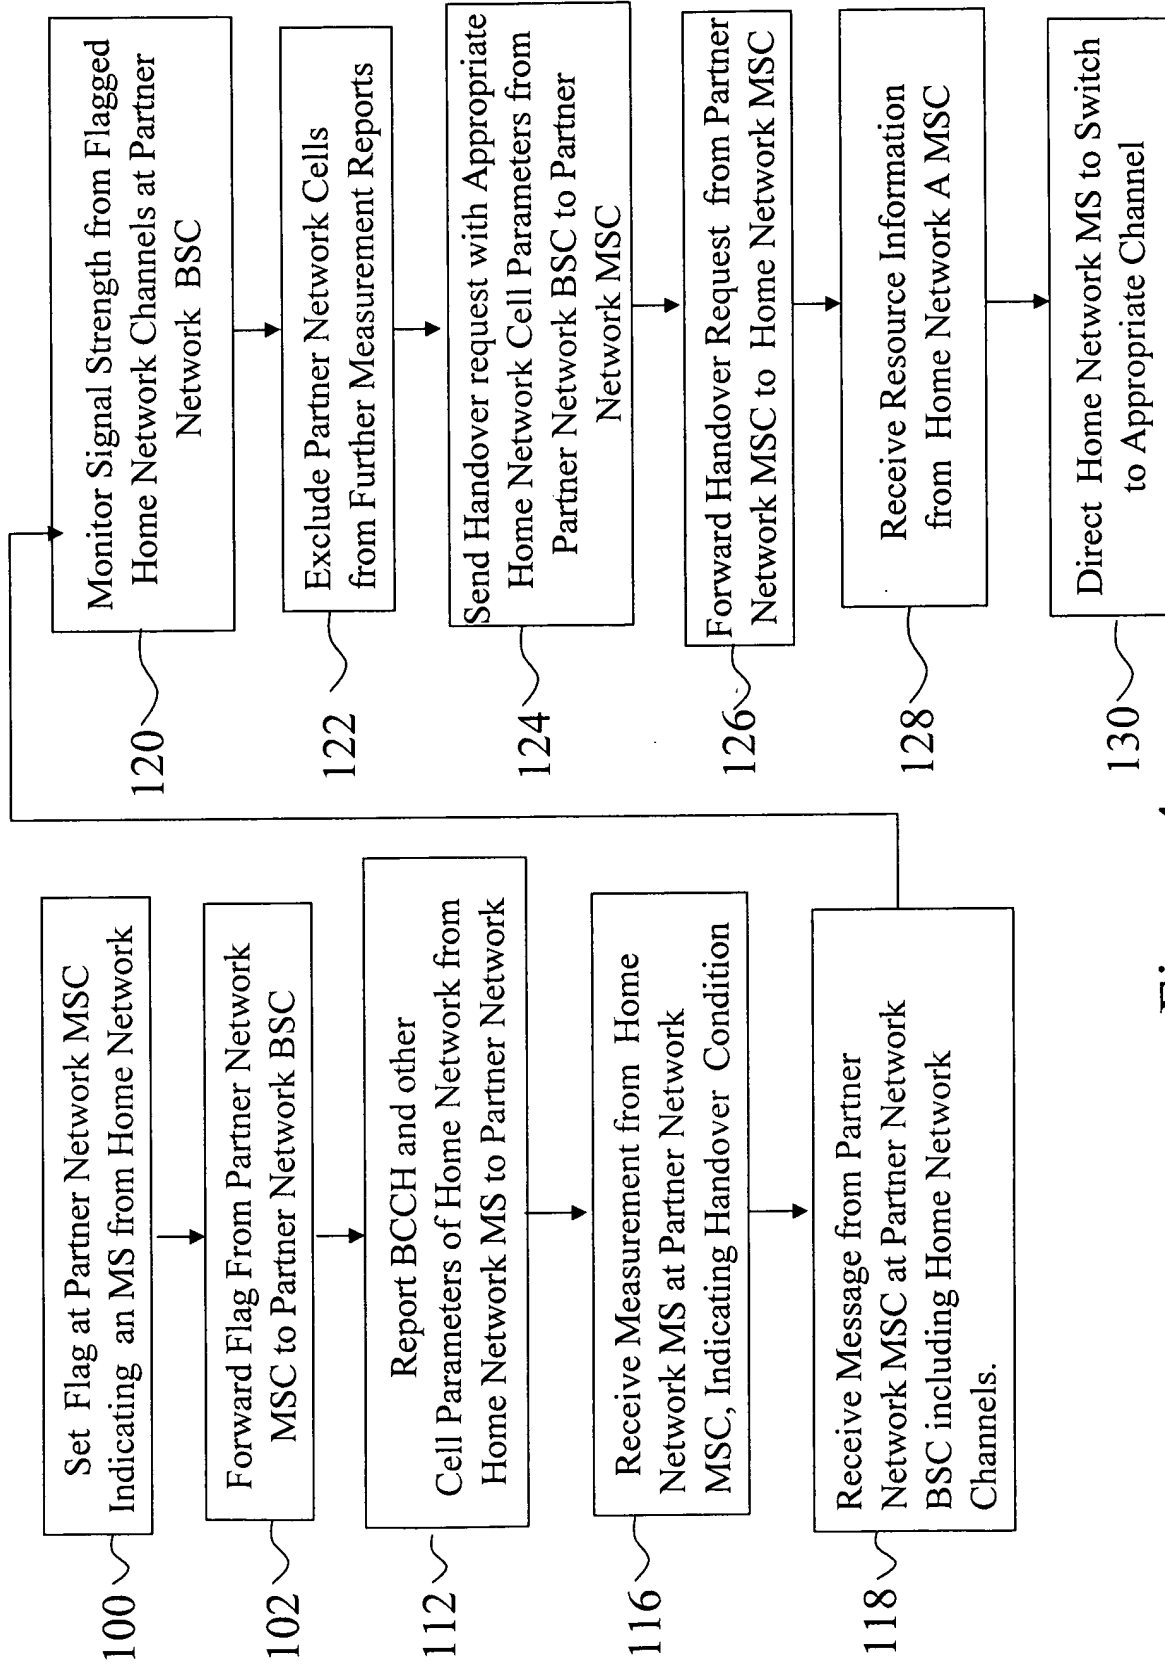 100
Set Flag at Partner Network MSC
Indicating an MS from Home Network
102
Forward Flag From Partner Network
MSC to Partner Network BSC
112
Report BCCH and other
Cell Parameters of Home Network from
Home Network MS to Partner Network
116
Receive Measurement from Home
Network MS at Partner Network
MSC, Indicating Handover Condition
118
Receive Message from Partner
Network MSC at Partner Network
BSC including Home Network
Channels.
120
Monitor Signal Strength from Flagged
Home Network Channels at Partner
Network BSC
122
Exclude Partner Network Cells
from Further Measurement Reports
124
Send Handover request with Appropriate
Home Network Cell Parameters from
Partner Network BSC to Partner
Network MSC
126
Forward Handover Request from Partner
Network MSC to Home Network MSC
128
Receive Resource Information
from Home Network A MSC
130
Direct Home Network MS to Switch
to Appropriate Channel